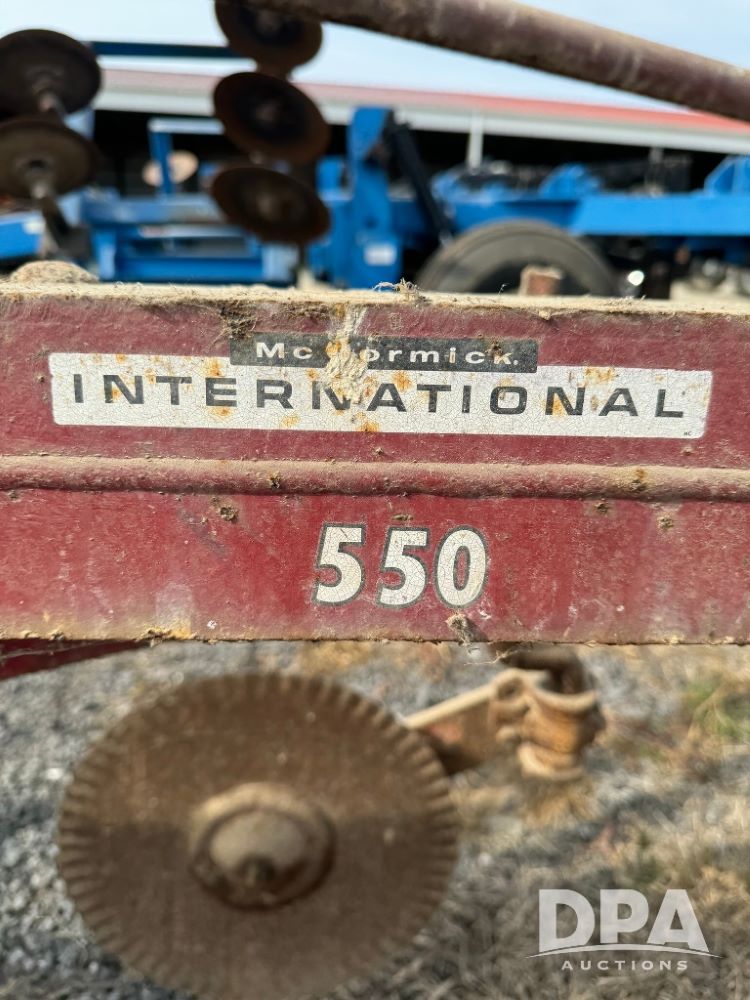 McCormick.
INTERNATIONAL
550
DPA
AUCTIONS